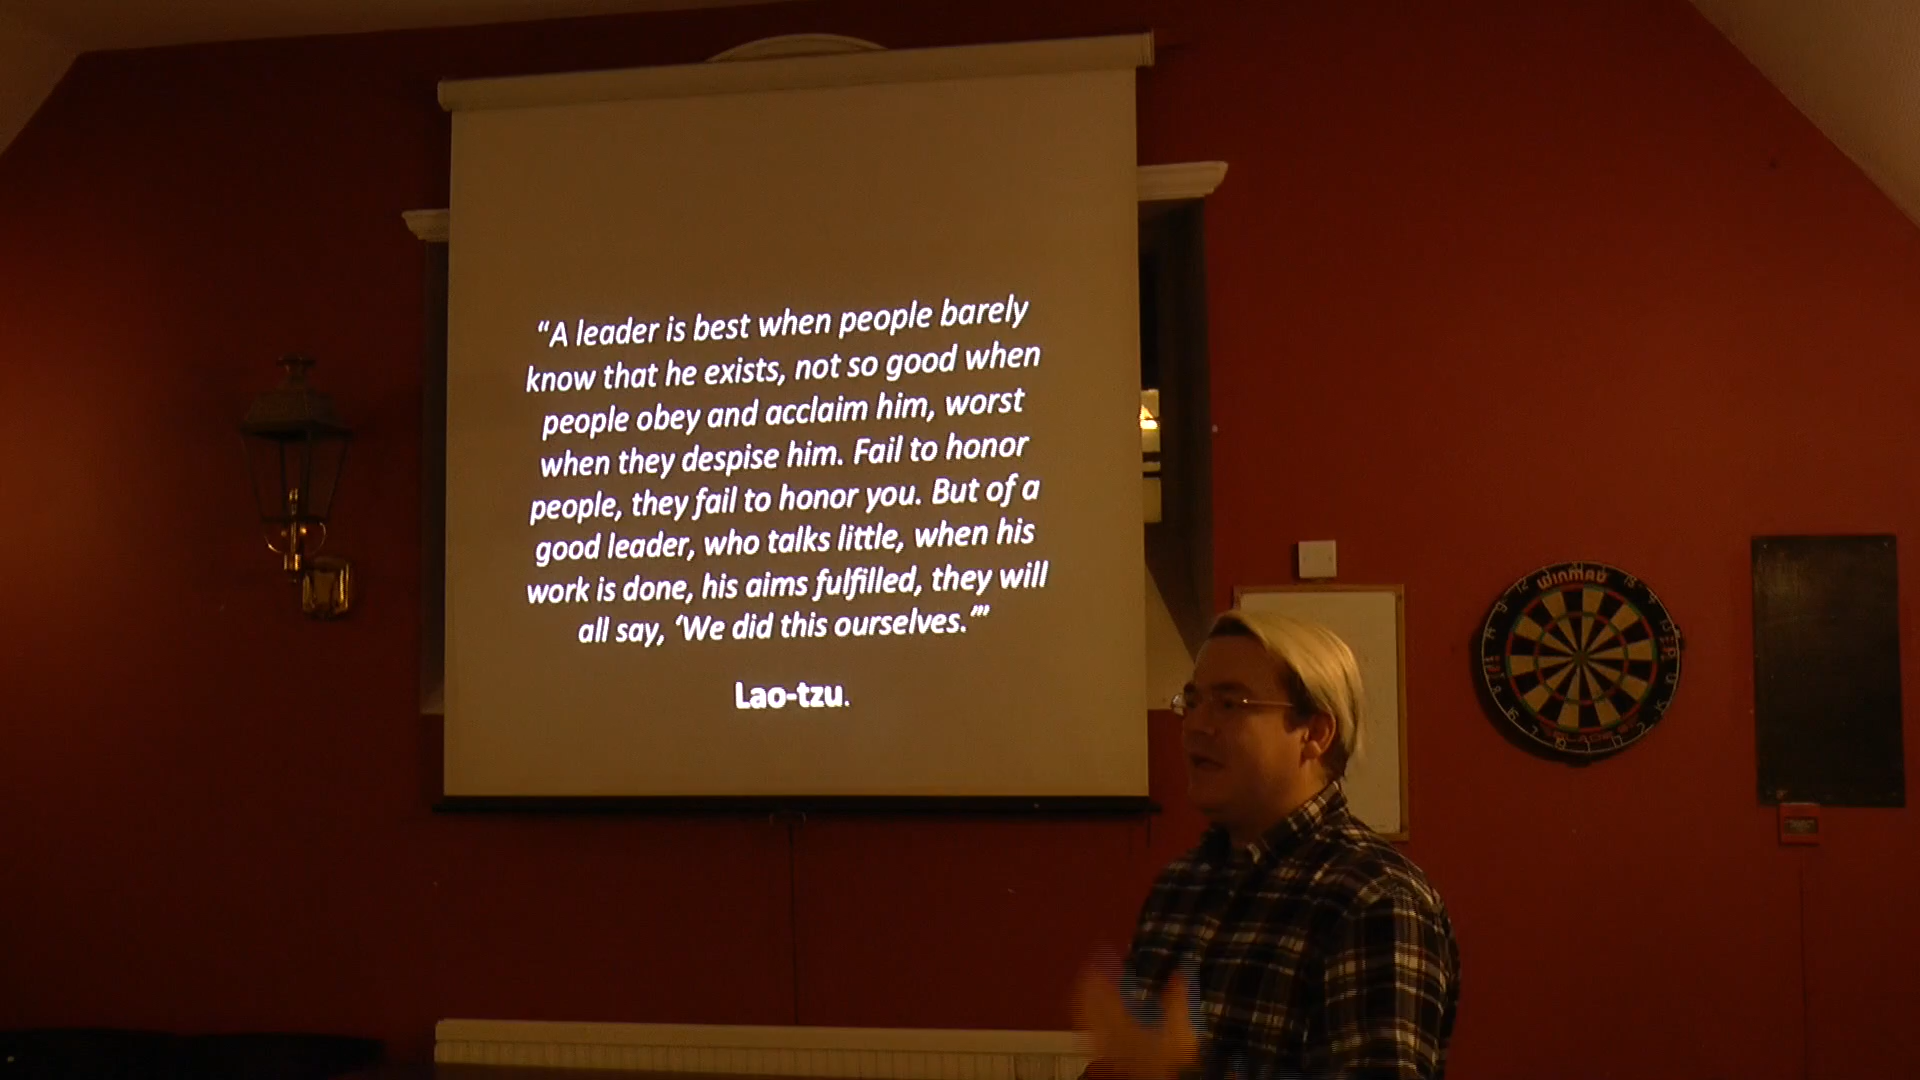 “A leader is best when people barely
know that he exists, not so good when
people obey and acclaim him, worst
when they despise him. Fail to honor
people, they fail to honor you. But of a
good leader, who talks little, when his
work is done, his aims fulfilled, they will
all say, ‘We did this ourselves.’”
Lao-tzu.
WINMAU